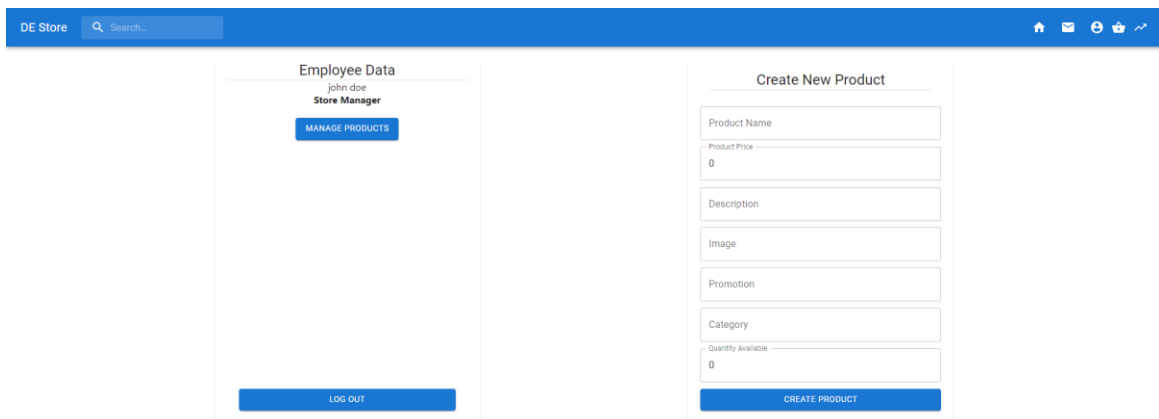 DE Store
Search...
Employee Data
john doe
Store Manager
MANAGE PRODUCTS
LOG OUT
Create New Product
Product Name
Product Price
0
Description
Image
Promotion
Category
Quantity Available
0
CREATE PRODUCT